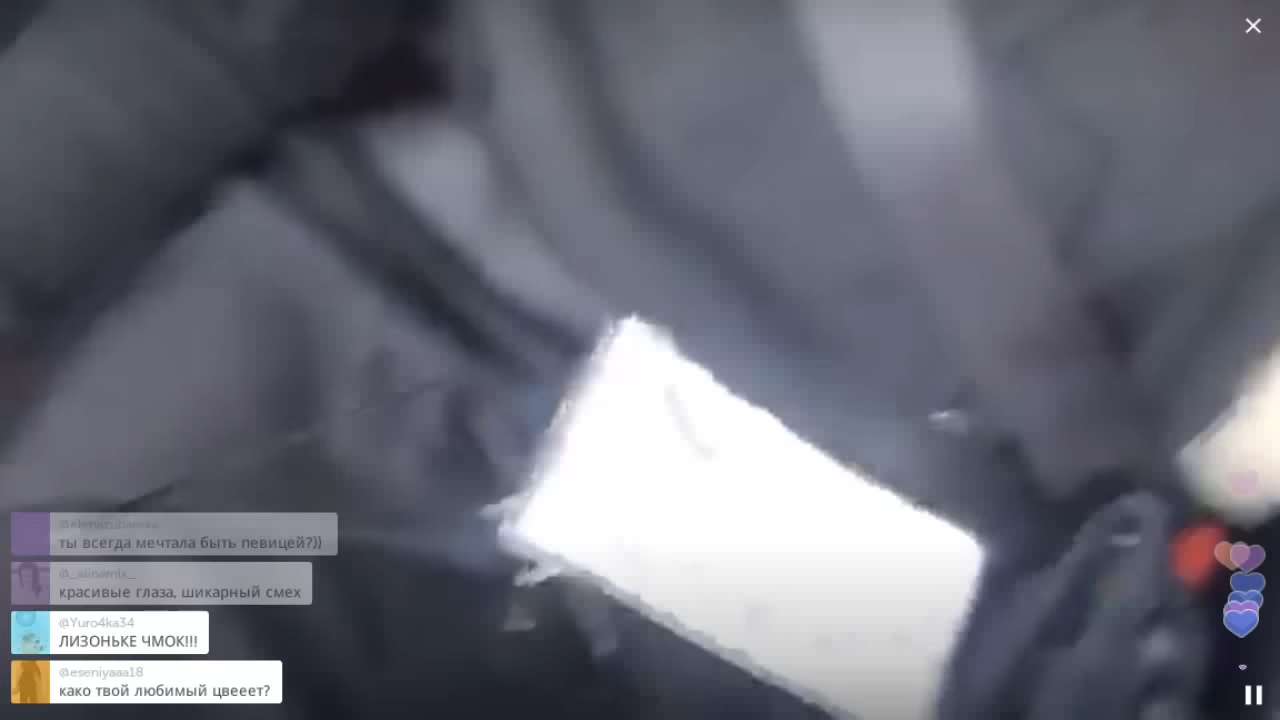 ты всегда мечтала быть певицей?))
@_alinamix_
красивые глаза, шикарный смех
@Yuro4ka34
ЛИЗОНЬКЕ ЧМОК!!!
@eseniyaaa18
како твой любимый цвееет?